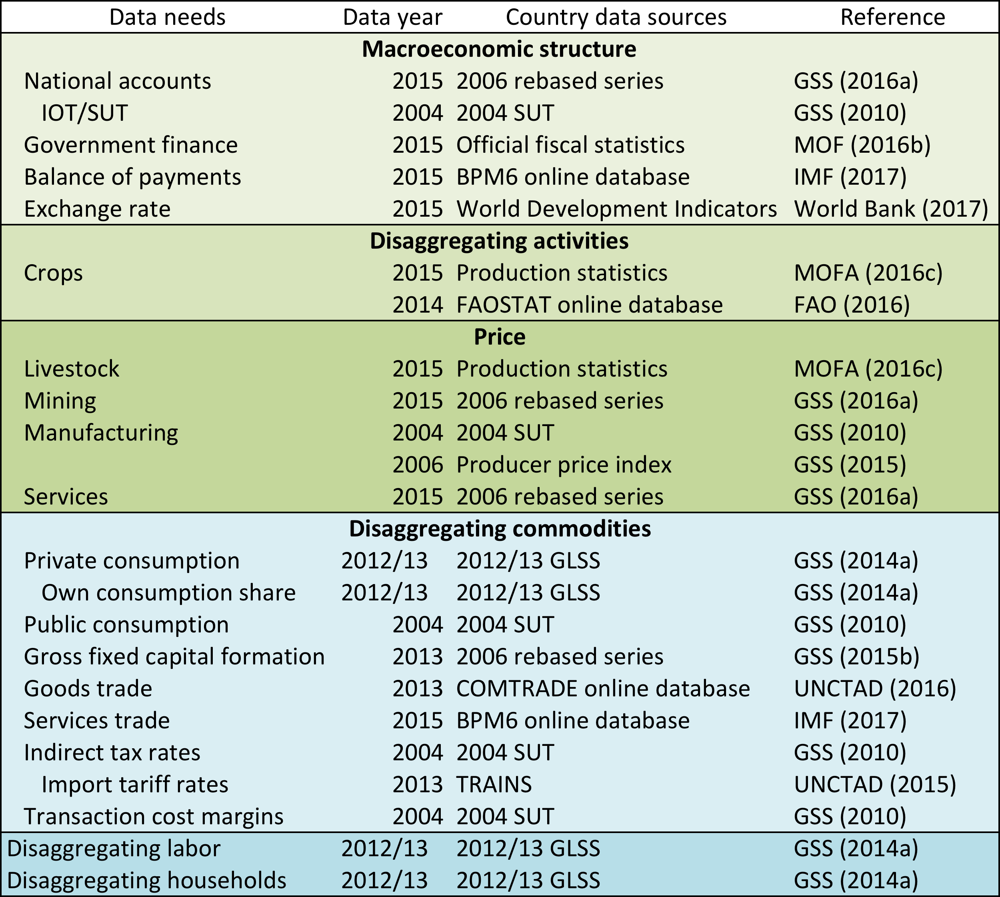 Data needs Data year Country data sources Reference
Macroeconomic structure
National accounts 2015 2006 rebased series GSS (2016a)
IOT/SUT 2004 2004 SUT GSS (2010)
Government finance 2015 Official fiscal statistics MOF (2016b)
Balance of payments 2015 BPM6 online database IMF (2017)
Exchange rate 2015 World Development Indicators World Bank (2017)
Disaggregating activities
Crops 2015 Production statistics MOFA (2016c)
2014 FAOSTAT online database FAO (2016)
Price
Livestock 2015 Production statistics MOFA (2016c)
Mining 2015 2006 rebased series GSS (2016a)
Manufacturing 2004 2004 SUT GSS (2010)
2006 Producer price index GSS (2015)
Services 2015 2006 rebased series GSS (2016a)
Disaggregating commodities
Private consumption 2012/13 2012/13 GLSS GSS (2014a)
Own consumption share 2012/13 2012/13 GLSS GSS (2014a)
Public consumption 2004 2004 SUT GSS (2010)
Gross fixed capital formation 2013 2006 rebased series GSS (2015b)
Goods trade 2013 COMTRADE online database UNCTAD (2016)
Services trade 2015 BPM6 online database IMF (2017)
Indirect tax rates 2004 2004 SUT GSS (2010)
Import tariff rates 2013 TRAINS UNCTAD (2015)
Transaction cost margins 2004 2004 SUT GSS (2010)
Disaggregating labor 2012/13 2012/13 GLSS GSS (2014a)
Disaggregating households 2012/13 2012/13 GLSS GSS (2014a)